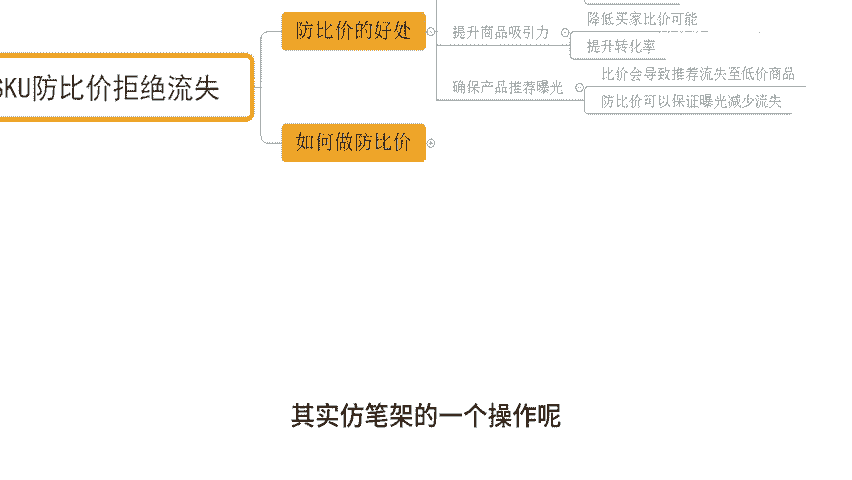 降低买家比价可能
防比价的好处
提升商品吸引力
提升转化率
比价会导致推荐流失至低价商品
SKU防比价拒绝流失
确保产品推荐曝光
防比价可以保证曝光减少流失
如何做防比价
其实仿笔架的一个操作呢